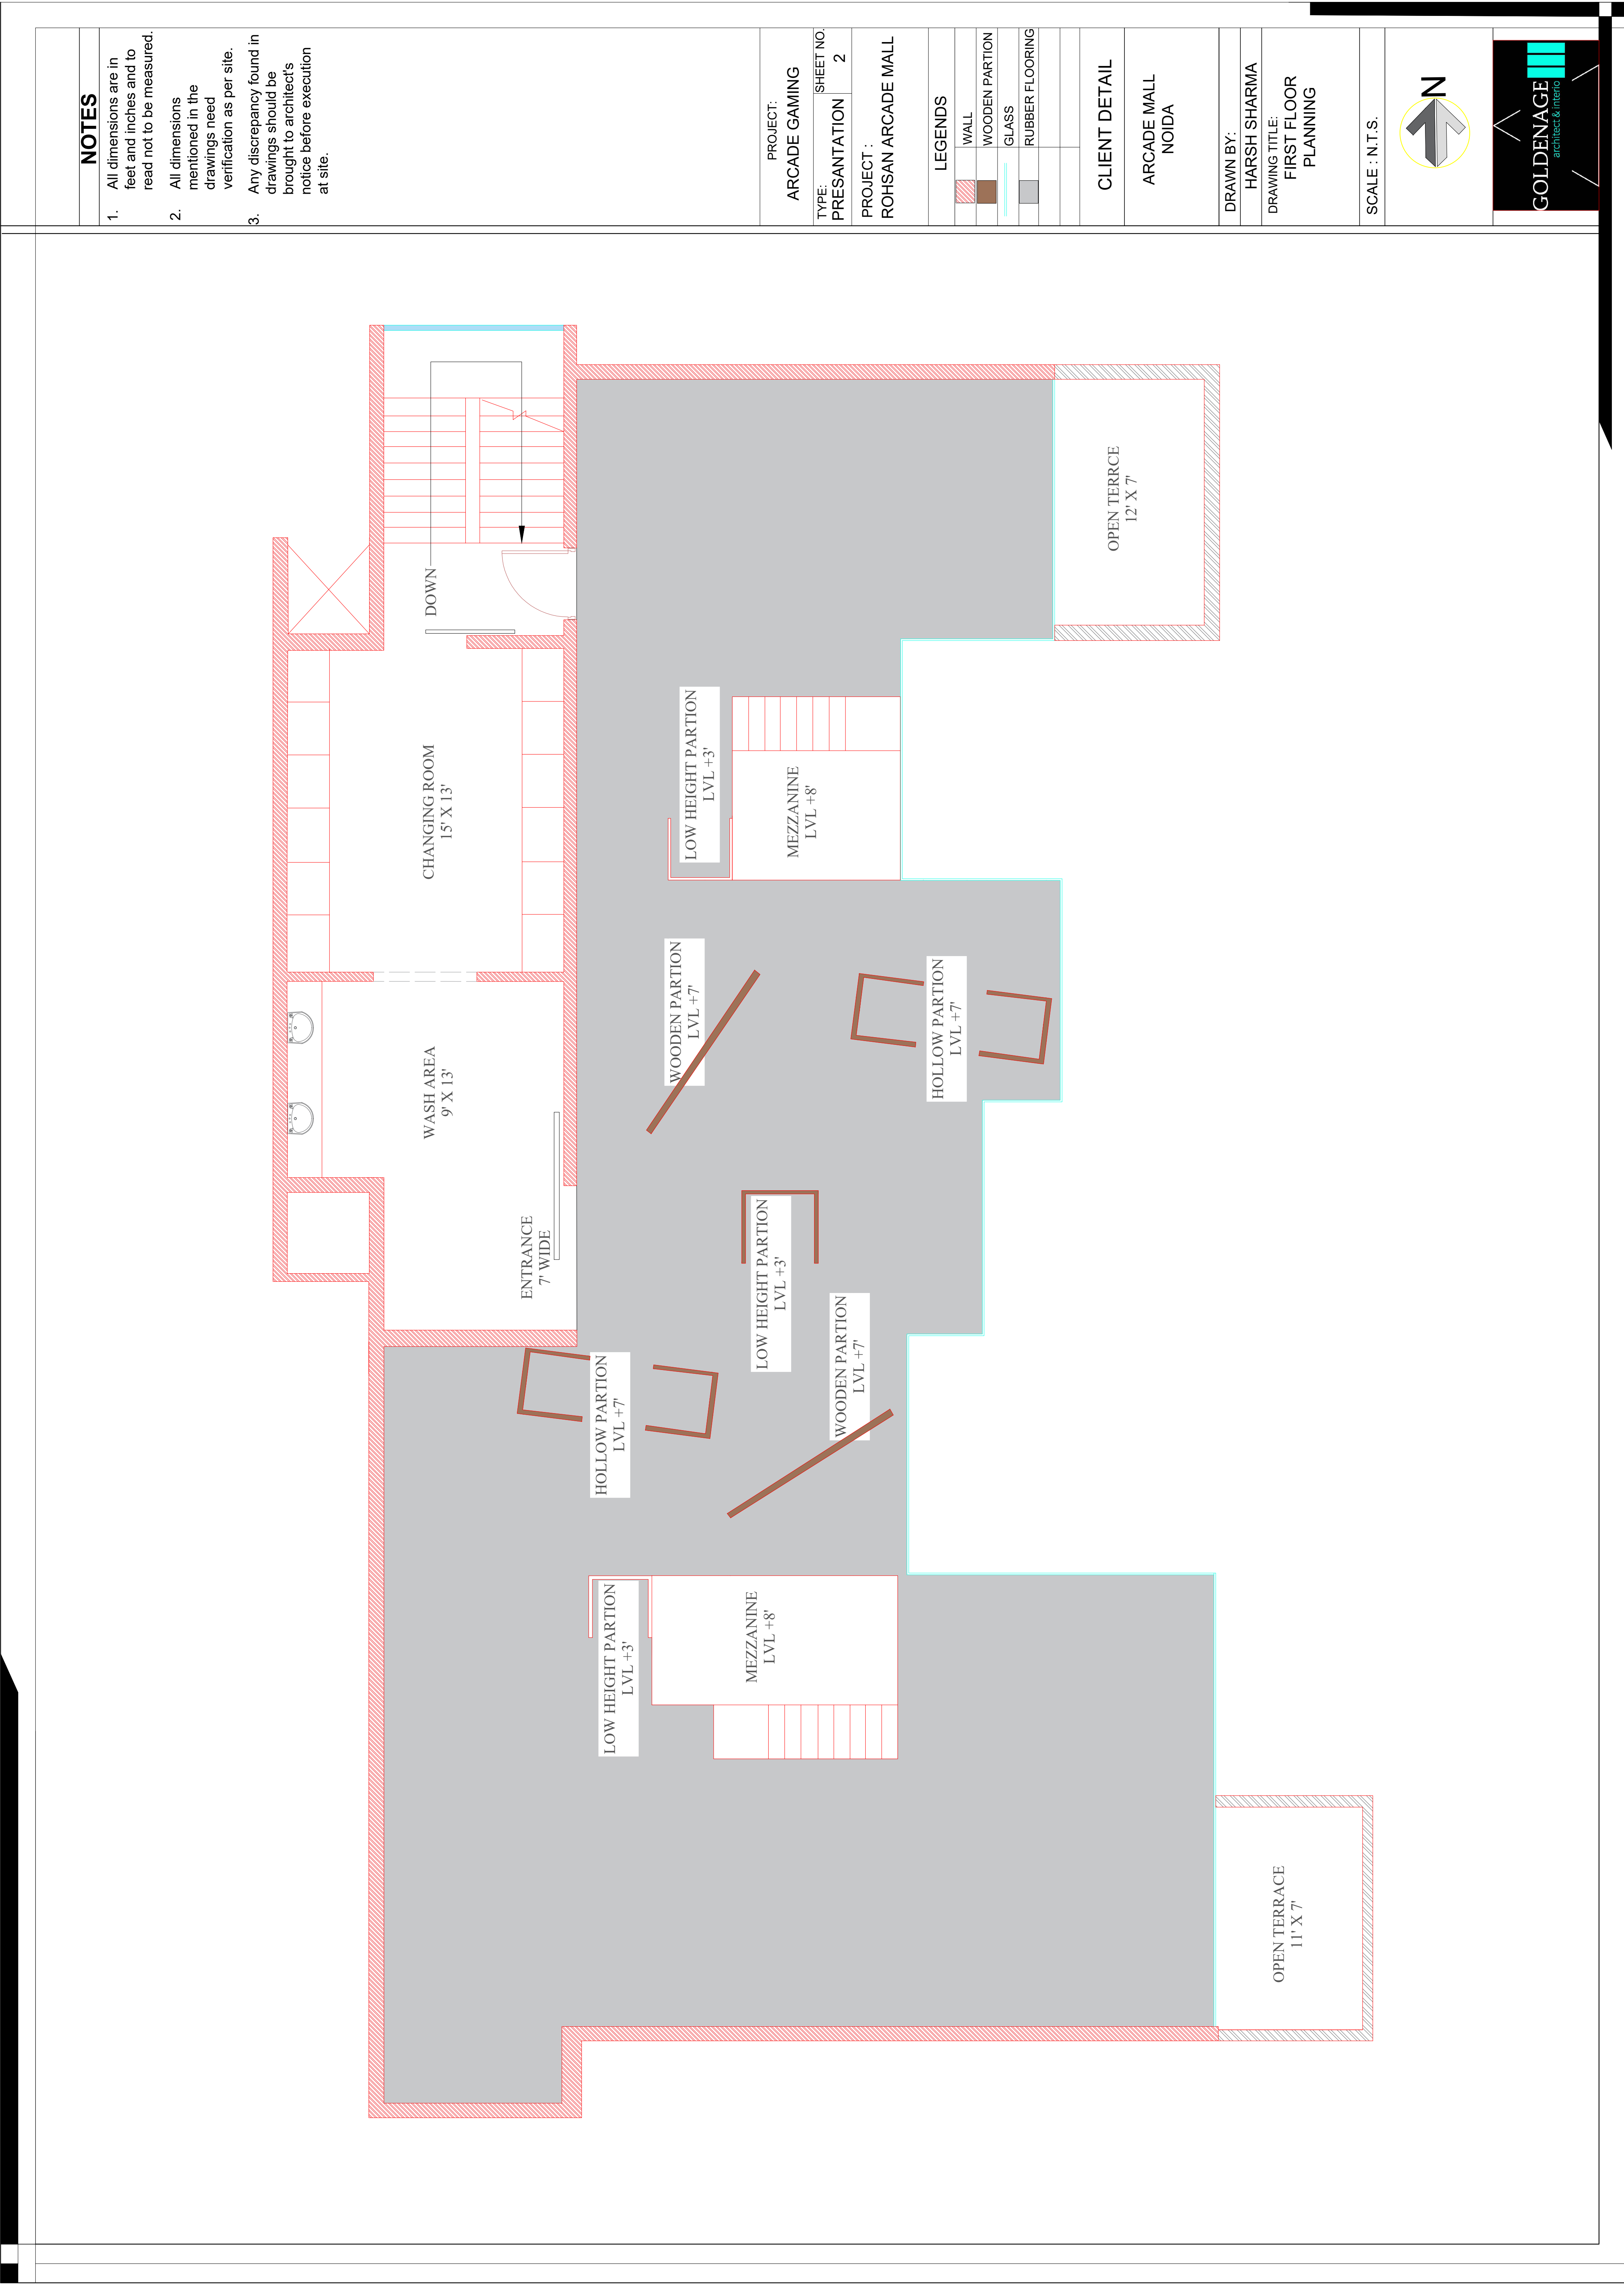 NOTES
1. All dimensions are in
feet and inches and to
read not to be measured.
2. All dimensions
mentioned in the
drawings need
verification as per site.
3. Any discrepancy found in
drawings should be
brought to architect's
notice before execution
at site.
PROJECT:
ARCADE GAMING
TYPE:
PRESANTATION
SHEET NO.
2
PROJECT :
ROHSAN ARCADE MALL
LEGENDS
WALL
WOODEN PARTION
GLASS
RUBBER FLOORING
CLIENT DETAIL
ARCADE MALL
NOIDA
DRAWN BY:
HARSH SHARMA
DRAWING TITLE:
FIRST FLOOR
PLANNING
SCALE : N.T.S.
N
GOLDENAGE
architect & interio
DOWN
CHANGING ROOM
15' X 13'
WASH AREA
9' X 13'
ENTRANCE
7' WIDE
OPEN TERRCE
12' X 7'
LOW HEIGHT PARTION
LVL +3'
MEZZANINE
LVL +8'
WOODEN PARTION
LVL +7'
HOLLOW PARTION
LVL +7'
LOW HEIGHT PARTION
LVL +3'
WOODEN PARTION
LVL +7'
HOLLOW PARTION
LVL +7'
LOW HEIGHT PARTION
LVL +3'
MEZZANINE
LVL +8'
OPEN TERRACE
11' X 7'